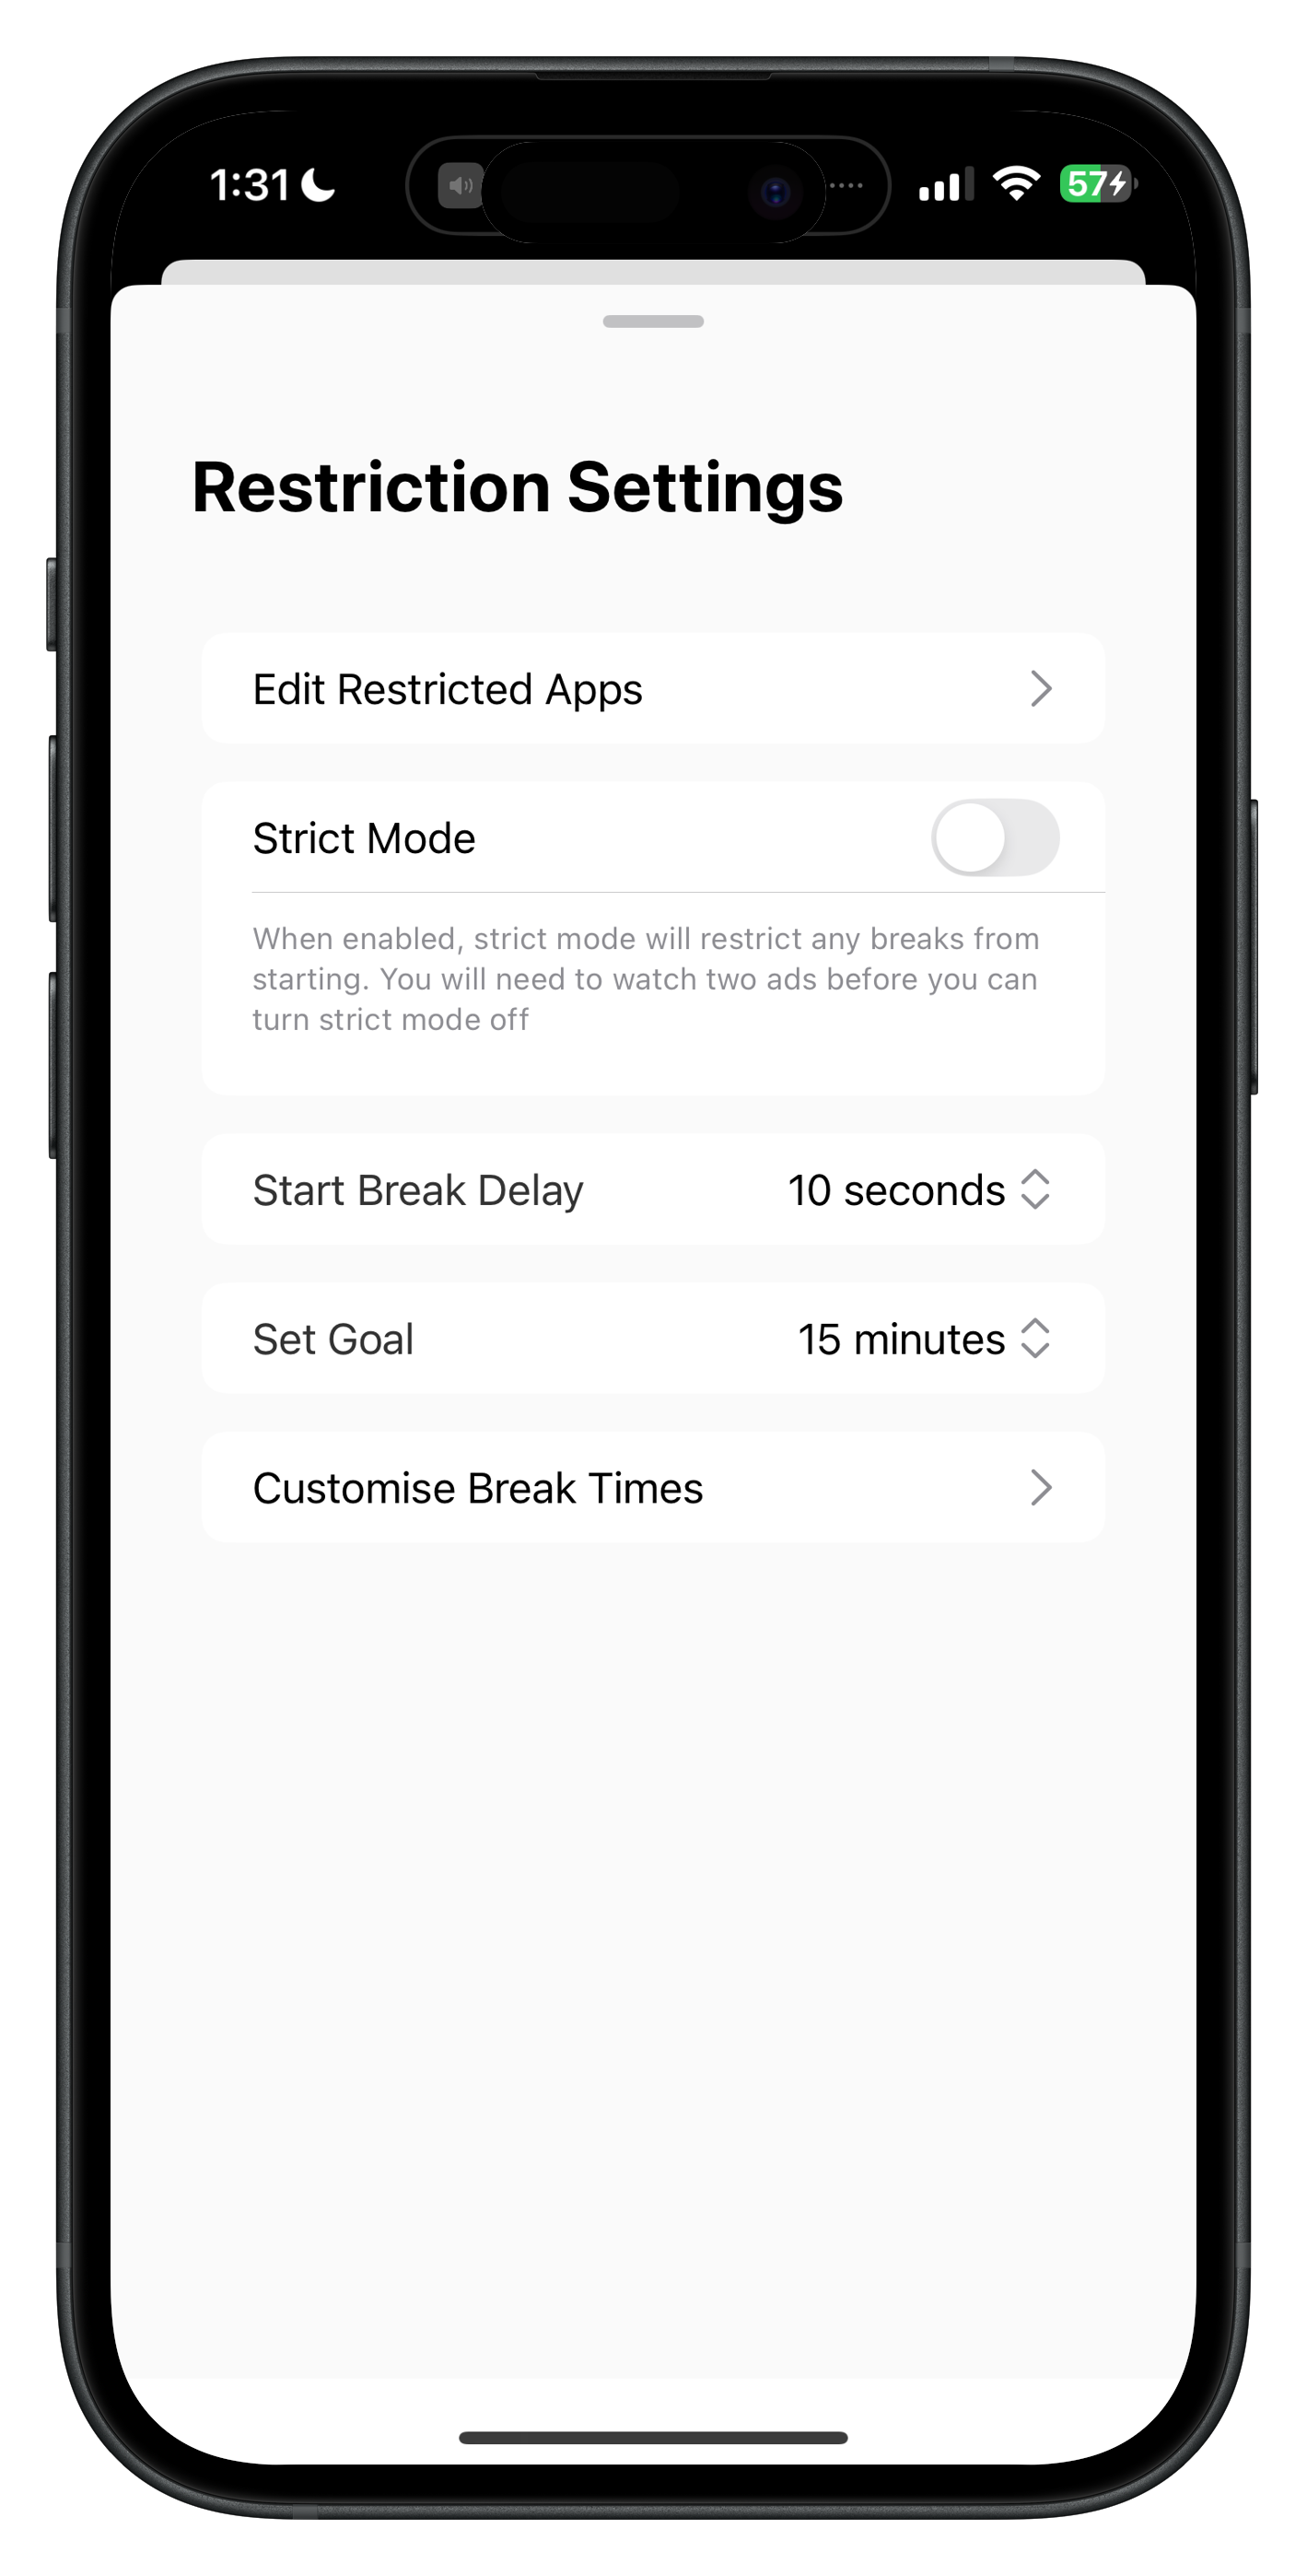 1:31
57
Restriction Settings
Edit Restricted Apps
Strict Mode
When enabled, strict mode will restrict any breaks from
starting. You will need to watch two ads before you can
turn strict mode off
Start Break Delay 10 seconds
Set Goal 15 minutes
Customise Break Times